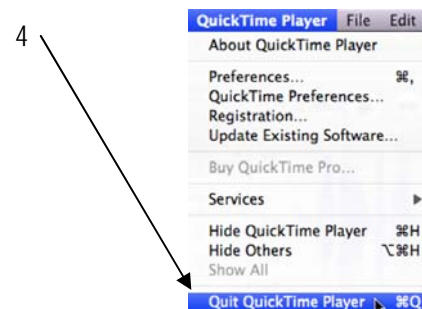 QuickTime Player File Edit
4
About QuickTime Player
Preferences... ⌘,
QuickTime Preferences...
Registration...
Update Existing Software...
Buy QuickTime Pro...
Services ▶
Hide QuickTime Player ⌘H
Hide Others ⌥⌘H
Show All
Quit QuickTime Player ⌘Q